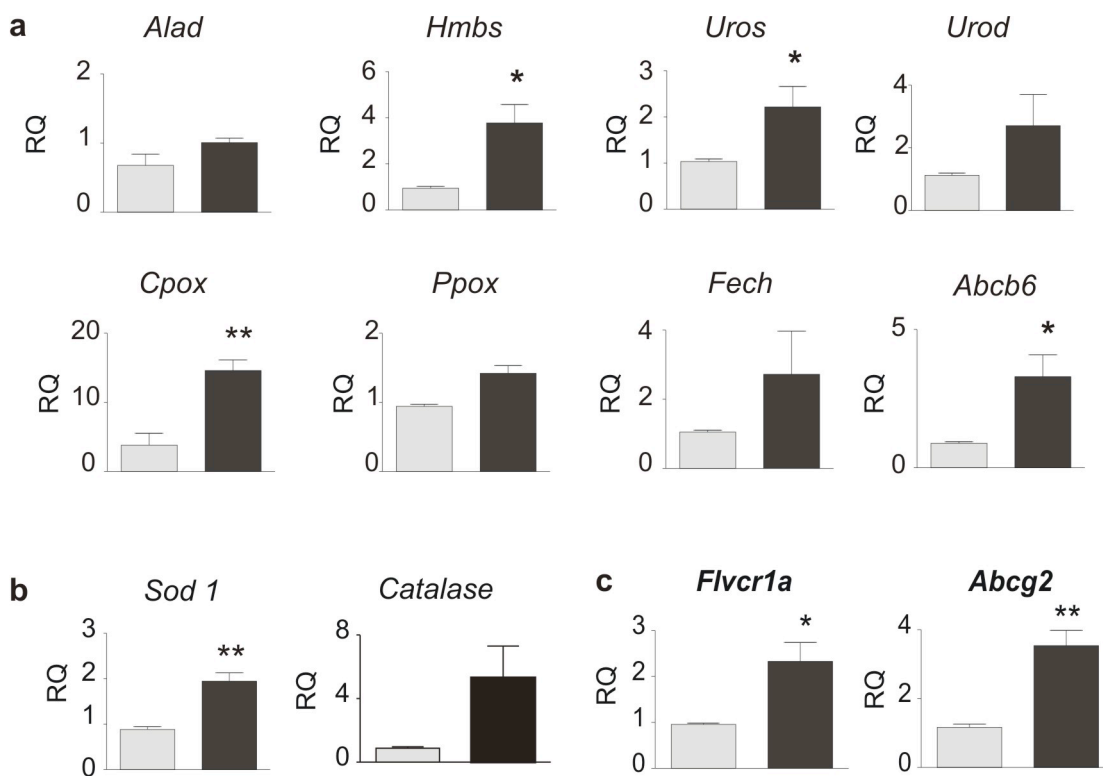 a
Alad
Hmbs
Uros
Urod
2
1
0
RQ
6
4
2
0
RQ
*
3
2
1
0
RQ
*
4
2
0
RQ
Cpox
Ppox
Fech
Abcb6
20
10
0
RQ
**
2
1
0
RQ
4
2
0
RQ
5
0
RQ
*
b
Sod 1
Catalase
3
2
1
0
RQ
**
8
4
0
RQ
c
Flvcr1a
Abcg2
3
2
1
0
RQ
*
4
2
0
RQ
**